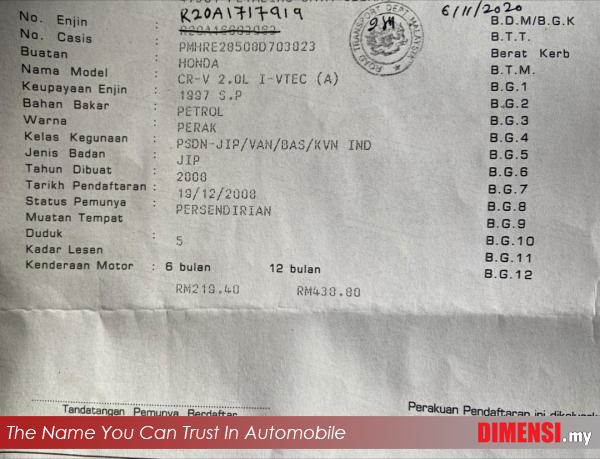 6/11/2020
No. Enjin : R20A1717919 B.D.M/B.G.K
No. Casis : PMHRE28508D703023 B.T.T.
Buatan : HONDA Berat Kerb
Nama Model : CR-V 2.0L I-VTEC (A) B.T.M.
Keupayaan Enjin : 1997 S.P B.G.1
Bahan Bakar : PETROL B.G.2
Warna : PERAK B.G.3
Kelas Kegunaan : PSDN-JIP/VAN/BAS/KVN IND B.G.4
Jenis Badan : JIP B.G.5
Tahun Dibuat : 2008 B.G.6
Tarikh Pendaftaran : 19/12/2008 B.G.7
Status Pemunya : PERSENDIRIAN B.G.8
Muatan Tempat B.G.9
Duduk : 5 B.G.10
Kadar Lesen B.G.11
Kenderaan Motor : 6 bulan 12 bulan B.G.12
RM219.40 RM438.80
ROAD TRANSPORT DEPT. MALAYSIA
Tandatangan Pemunya Berdaftar
Perakuan Pendaftaran ini
The Name You Can Trust In Automobile
DIMENSI.my